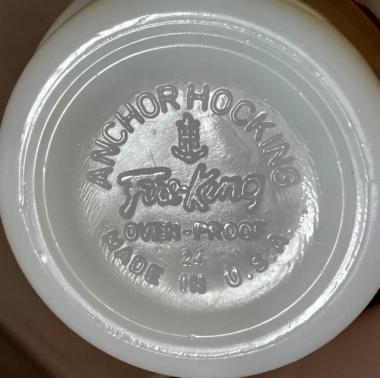 ANCHOR HOCKING
Fire-King
OVEN-PROOF
24
MADE IN U.S.A.